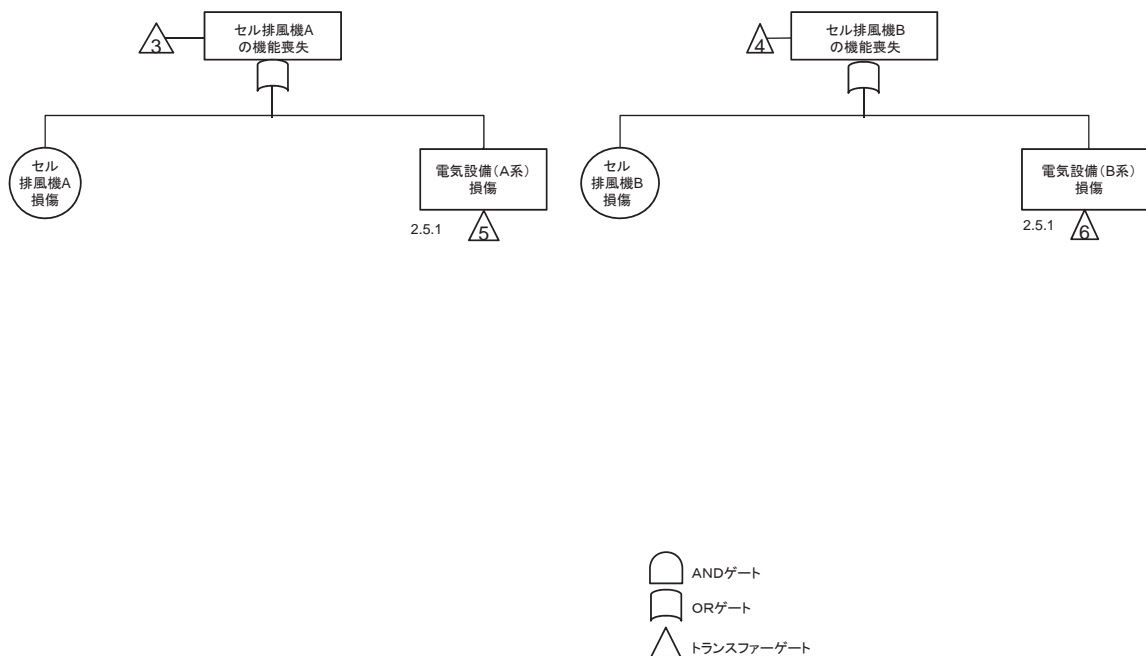 3
セル排風機A
の機能喪失
セル
排風機A
損傷
電気設備(A系)
損傷
2.5.1
5
4
セル排風機B
の機能喪失
セル
排風機B
損傷
電気設備(B系)
損傷
2.5.1
6
ANDゲート
ORゲート
トランスファーゲート